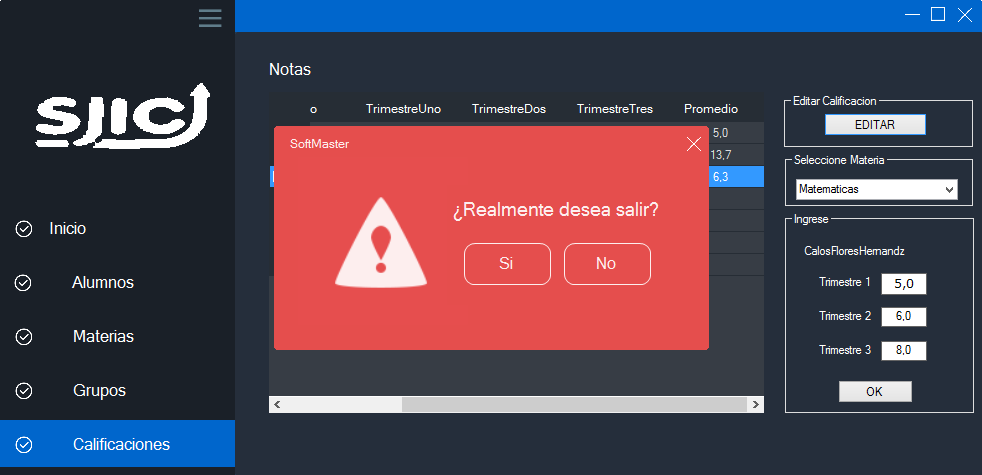 SJIC
Inicio
Alumnos
Materias
Grupos
Calificaciones
Notas
o TrimestreUno TrimestreDos TrimestreTres Promedio
5,0
13,7
6,3
SoftMaster
¿Realmente desea salir?
Si No
Editar Calificacion
EDITAR
Seleccione Materia
Matematicas
Ingrese
CalosFloresHernandz
Trimestre 1 5,0
Trimestre 2 6,0
Trimestre 3 8,0
OK